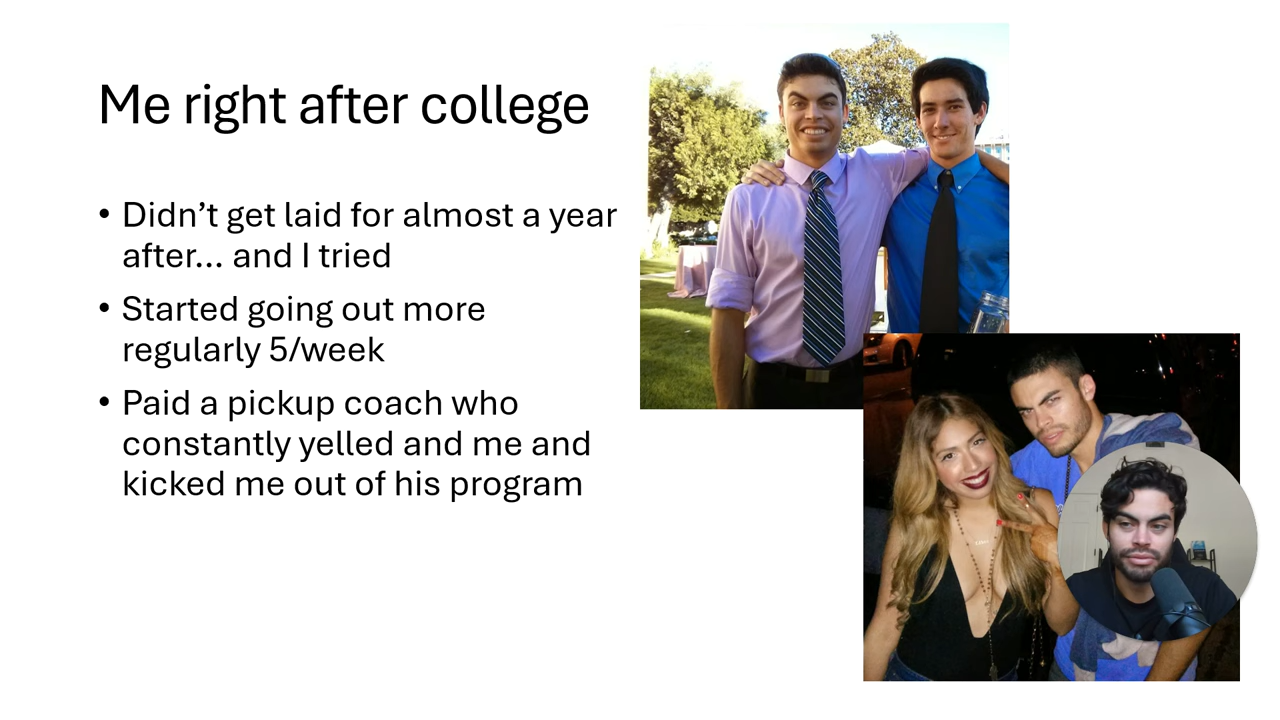 Me right after college
• Didn’t get laid for almost a year
after… and I tried
• Started going out more
regularly 5/week
• Paid a pickup coach who
constantly yelled and me and
kicked me out of his program